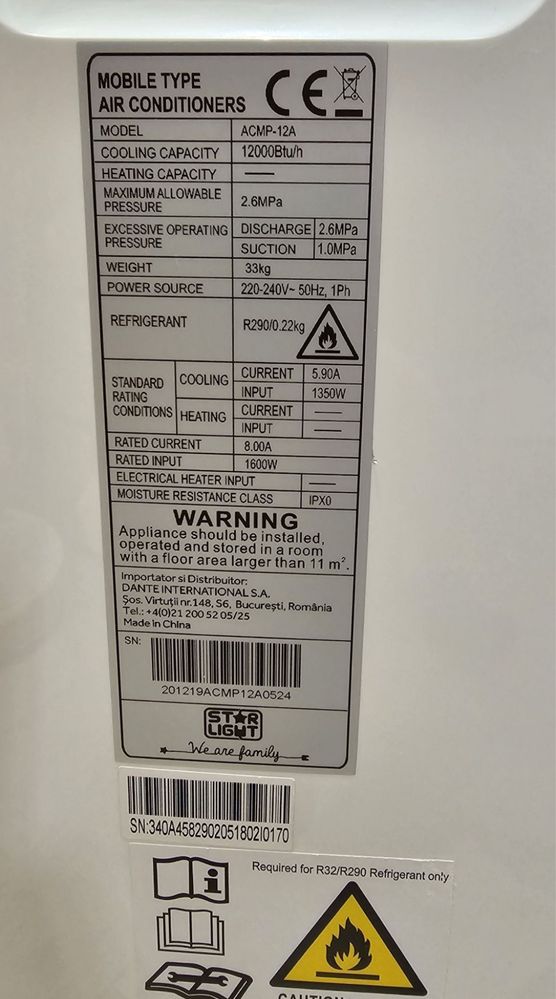 MOBILE TYPE
AIR CONDITIONERS
CE
MODEL ACMP-12A
COOLING CAPACITY 12000Btu/h
HEATING CAPACITY —
MAXIMUM ALLOWABLE
PRESSURE 2.6MPa
EXCESSIVE OPERATING
PRESSURE
DISCHARGE 2.6MPa
SUCTION 1.0MPa
WEIGHT 33kg
POWER SOURCE 220-240V~ 50Hz, 1Ph
REFRIGERANT R290/0.22kg
STANDARD
RATING
CONDITIONS
COOLING
CURRENT 5.90A
INPUT 1350W
HEATING
CURRENT —
INPUT —
RATED CURRENT 8.00A
RATED INPUT 1600W
ELECTRICAL HEATER INPUT —
MOISTURE RESISTANCE CLASS IPX0
WARNING
Appliance should be installed,
operated and stored in a room
with a floor area larger than 11 m².
Importator si Distribuitor:
DANTE INTERNATIONAL S.A.
Șos. Virtuții nr.148, S6, București, România
Tel.: +4(0)21 200 52 05/25
Made in China
SN:
201219ACMP12A0524
STAR
LIGHT
We are family
SN:340A4582902051802I0170
Required for R32/R290 Refrigerant only
CAUTION